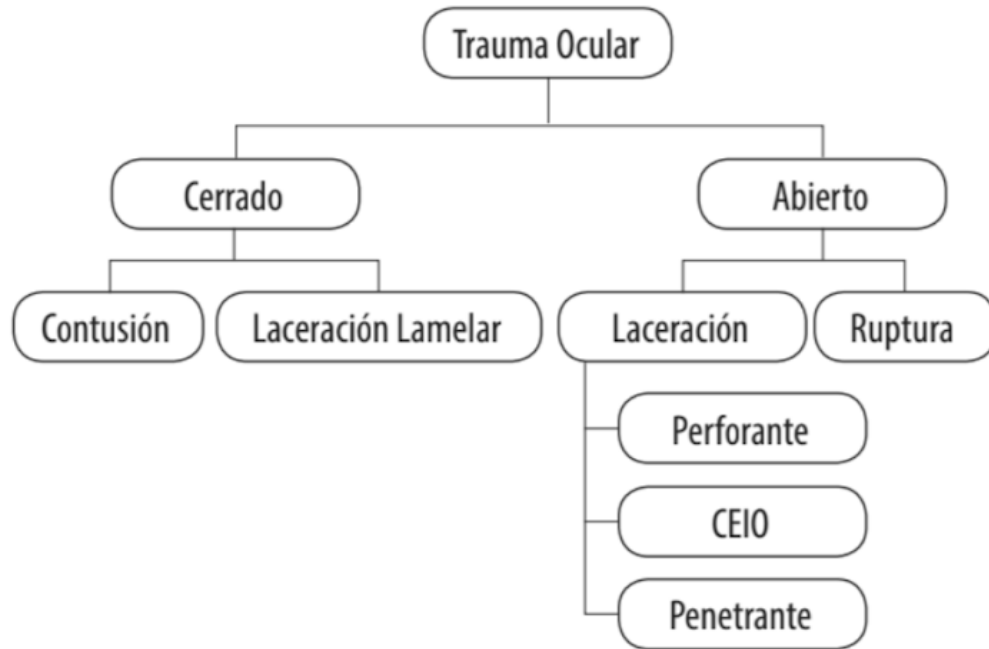 Trauma Ocular
Cerrado
Abierto
Contusión
Laceración Lamelar
Laceración
Ruptura
Perforante
CEIO
Penetrante